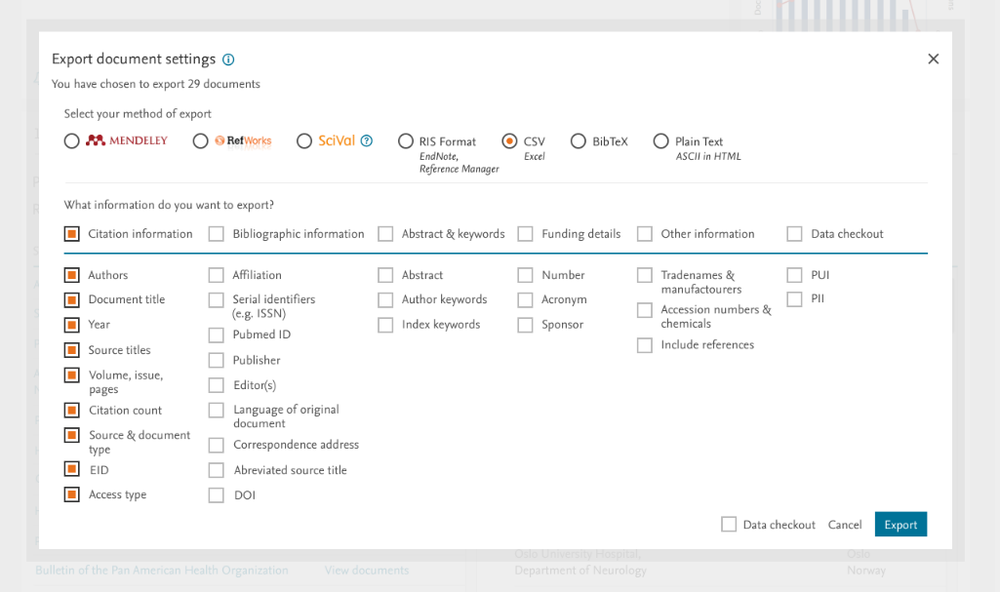 Export document settings
You have chosen to export 29 documents
Select your method of export
MENDELEY
RefWorks
SciVal
RIS Format
EndNote,
Reference Manager
CSV
Excel
BibTeX
Plain Text
ASCII in HTML
What information do you want to export?
Citation information
Bibliographic information
Abstract & keywords
Funding details
Other information
Data checkout
Authors
Document title
Year
Source titles
Volume, issue,
pages
Citation count
Source & document
type
EID
Access type
Affiliation
Serial identifiers
(e.g. ISSN)
Pubmed ID
Publisher
Editor(s)
Language of original
document
Correspondence address
Abreviated source title
DOI
Abstract
Author keywords
Index keywords
Number
Acronym
Sponsor
Tradenames &
manufactourers
Accession numbers &
chemicals
Include references
PUI
PII
Data checkout
Cancel
Export
Bulletin of the Pan American Health Organization
View documents
Oslo University Hospital,
Department of Neurology
Oslo
Norway